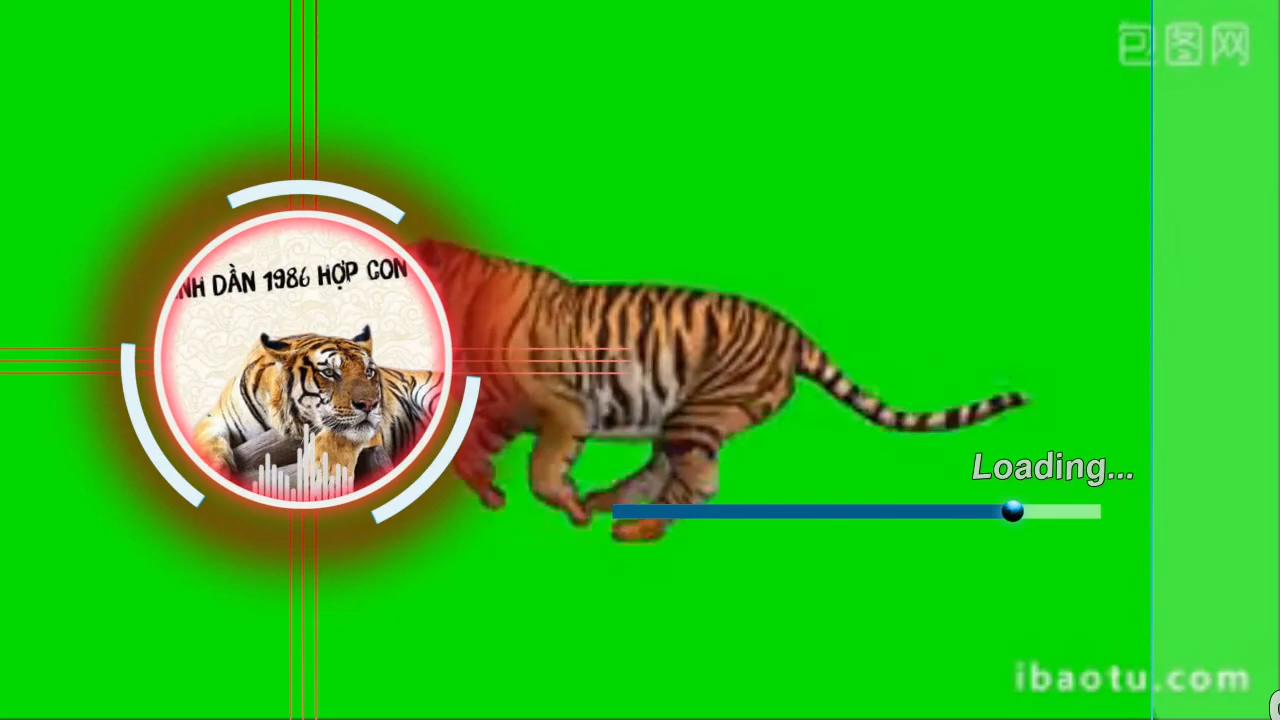 包图网
NH DẦN 1986 HỢP CON
Loading...
ibaotu.com